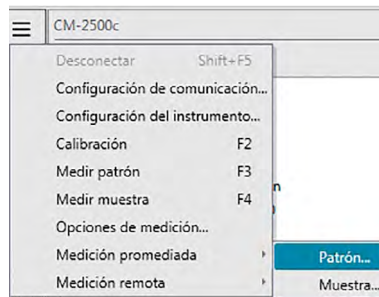 CM-2500c
Desconectar Shift+F5
Configuración de comunicación...
Configuración del instrumento...
Calibración F2
Medir patrón F3
Medir muestra F4
Opciones de medición...
Medición promediada
Patrón...
Medición remota
Muestra...